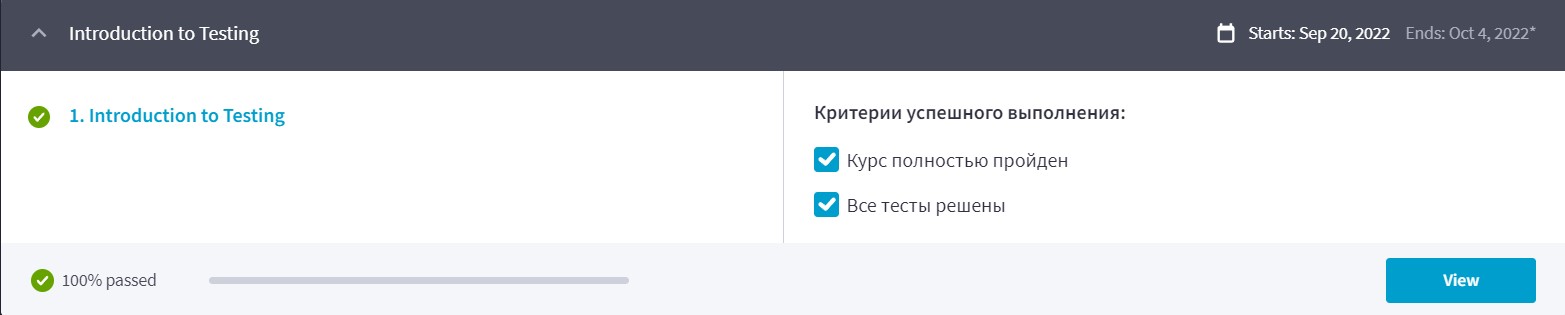 Introduction to Testing
Starts: Sep 20, 2022 Ends: Oct 4, 2022*
1. Introduction to Testing
Критерии успешного выполнения:
Курс полностью пройден
Все тесты решены
100% passed
View